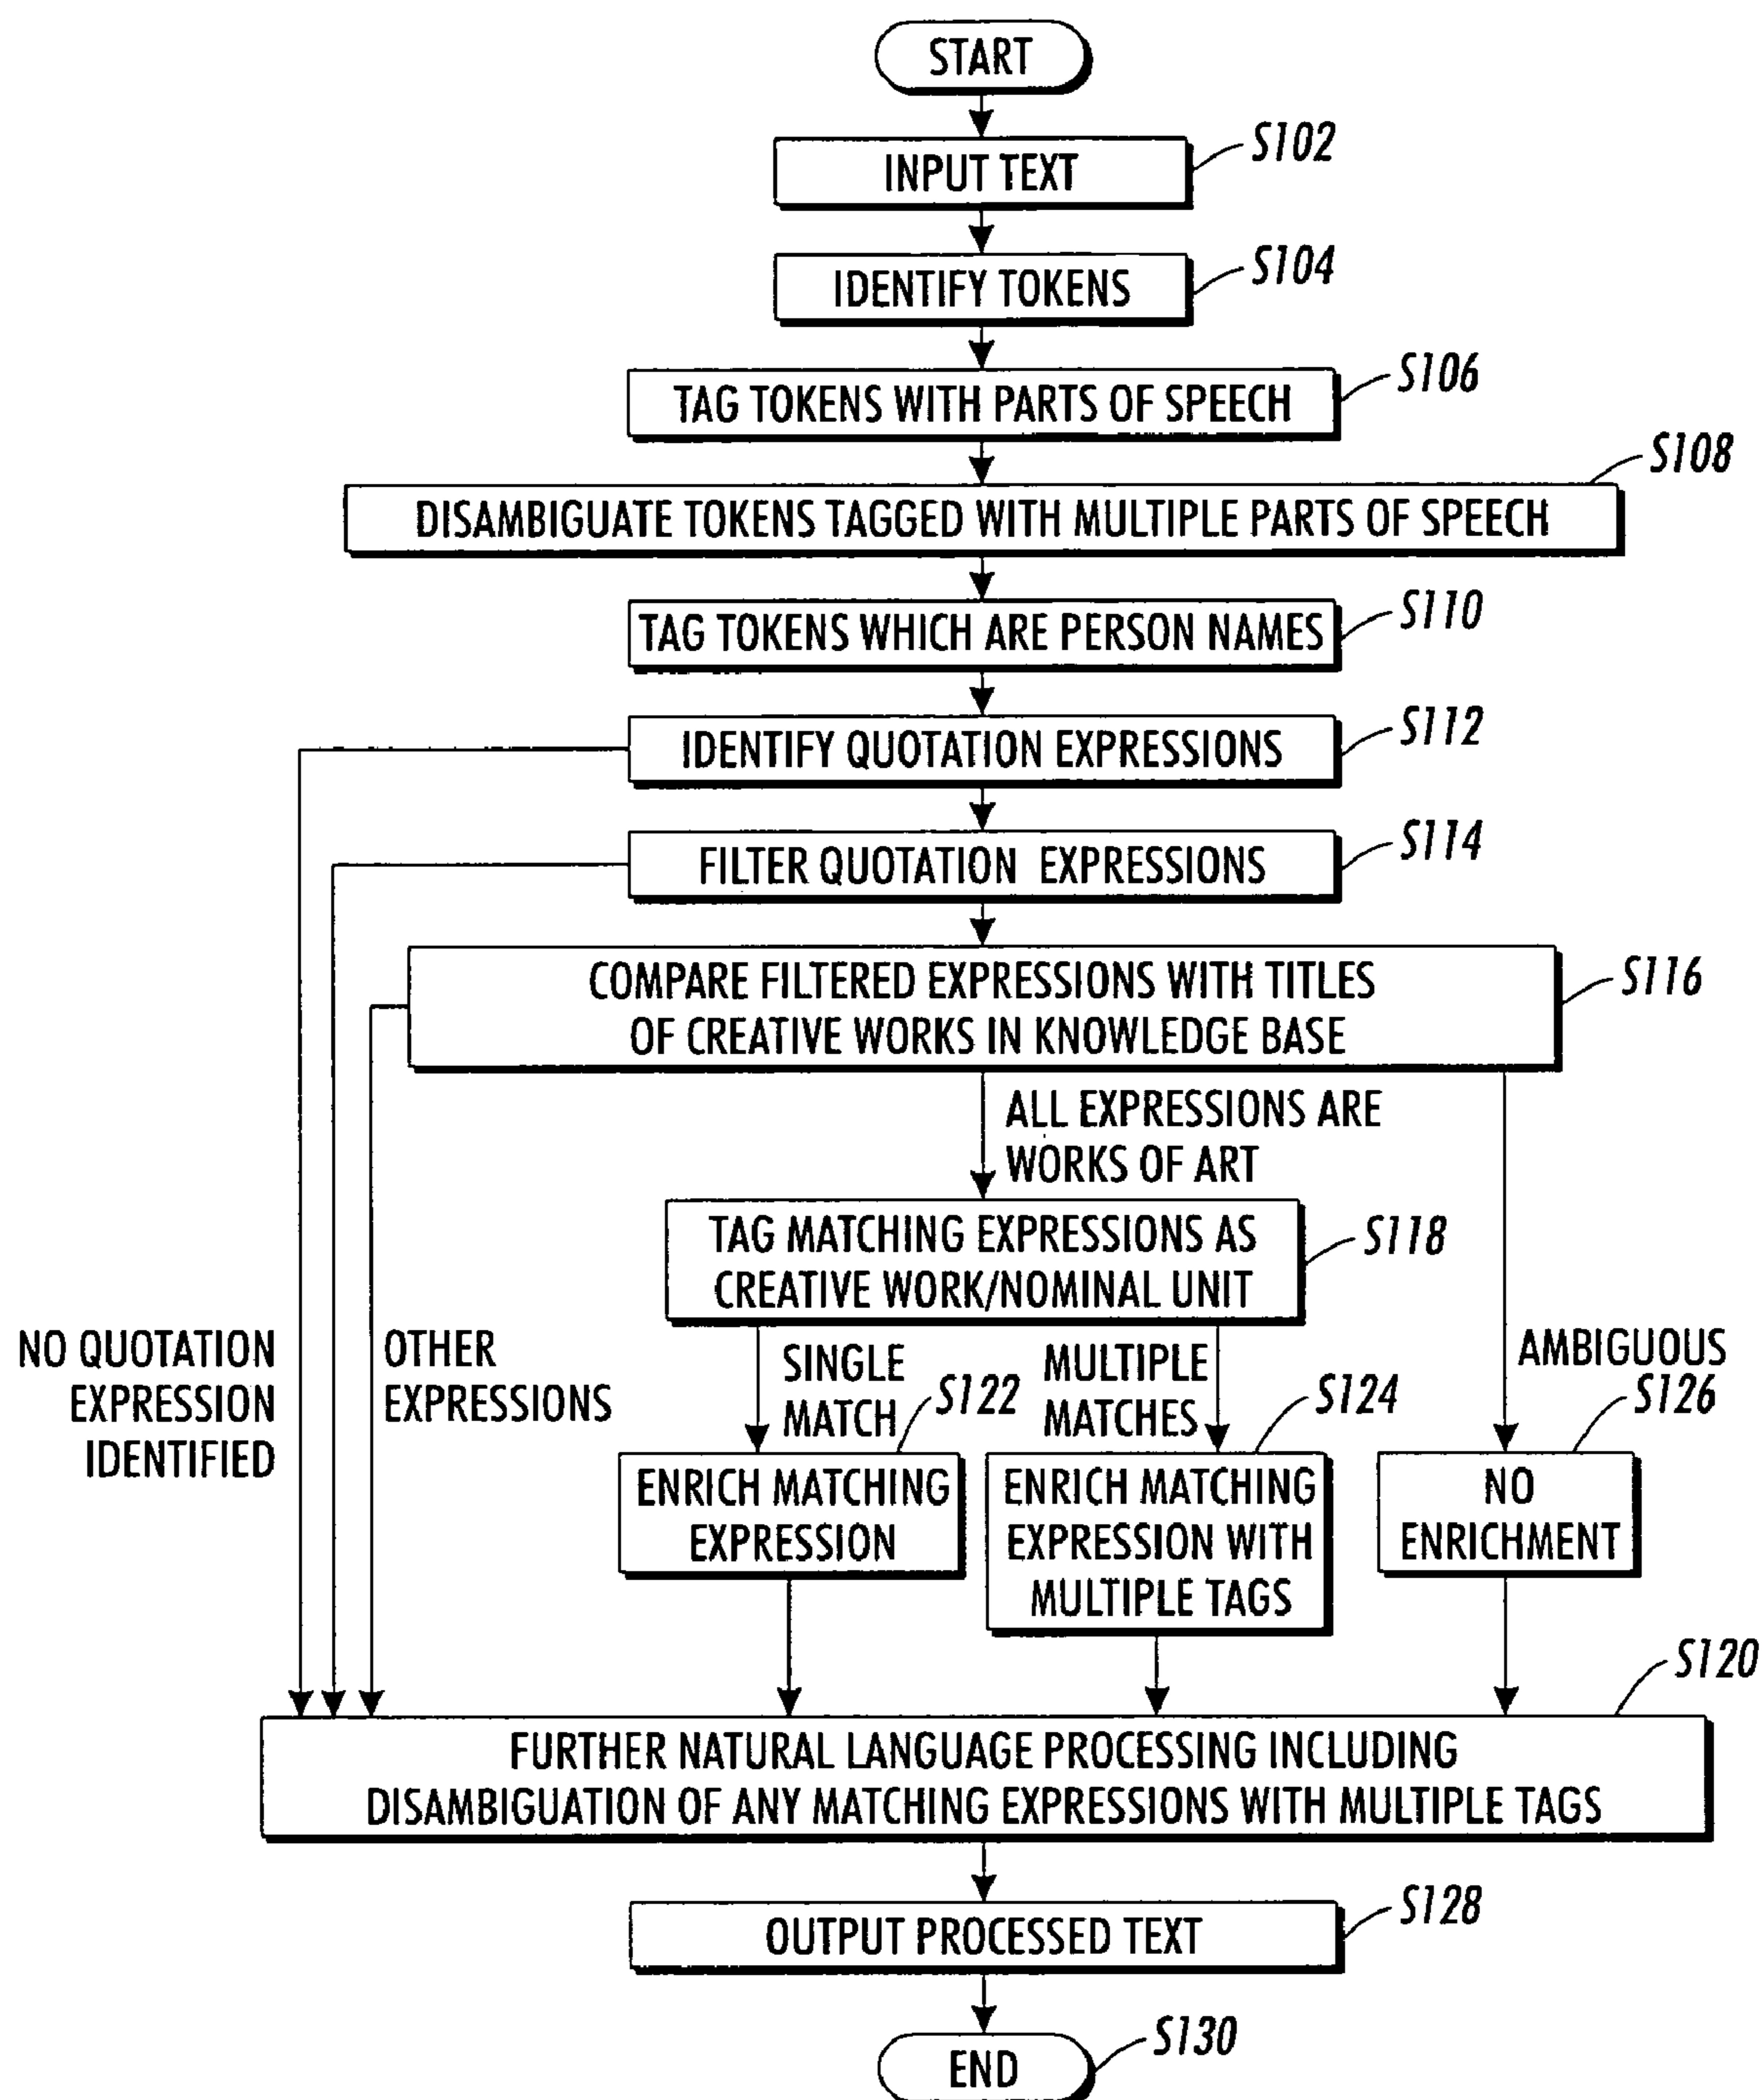 START
INPUT TEXT
S102
IDENTIFY TOKENS
S104
TAG TOKENS WITH PARTS OF SPEECH
S106
DISAMBIGUATE TOKENS TAGGED WITH MULTIPLE PARTS OF SPEECH
S108
TAG TOKENS WHICH ARE PERSON NAMES
S110
IDENTIFY QUOTATION EXPRESSIONS
S112
FILTER QUOTATION EXPRESSIONS
S114
COMPARE FILTERED EXPRESSIONS WITH TITLES
OF CREATIVE WORKS IN KNOWLEDGE BASE
S116
ALL EXPRESSIONS ARE
WORKS OF ART
TAG MATCHING EXPRESSIONS AS
CREATIVE WORK/NOMINAL UNIT
S118
NO QUOTATION
EXPRESSION
IDENTIFIED
OTHER
EXPRESSIONS
SINGLE
MATCH
S122
MULTIPLE
MATCHES
S124
AMBIGUOUS
S126
ENRICH MATCHING
EXPRESSION
ENRICH MATCHING
EXPRESSION WITH
MULTIPLE TAGS
NO
ENRICHMENT
S120
FURTHER NATURAL LANGUAGE PROCESSING INCLUDING
DISAMBIGUATION OF ANY MATCHING EXPRESSIONS WITH MULTIPLE TAGS
OUTPUT PROCESSED TEXT
S128
END
S130